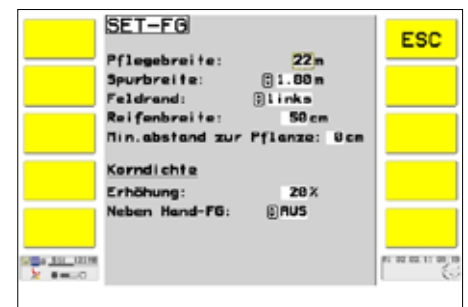 SET-FG
ESC
Pflegebreite: 22m
Spurbreite: 1.80m
Feldrand: links
Reifenbreite: 50cm
Min.abstand zur Pflanze: 0cm
Korndichte
Erhöhung: 20%
Neben Hand-FG: AUS